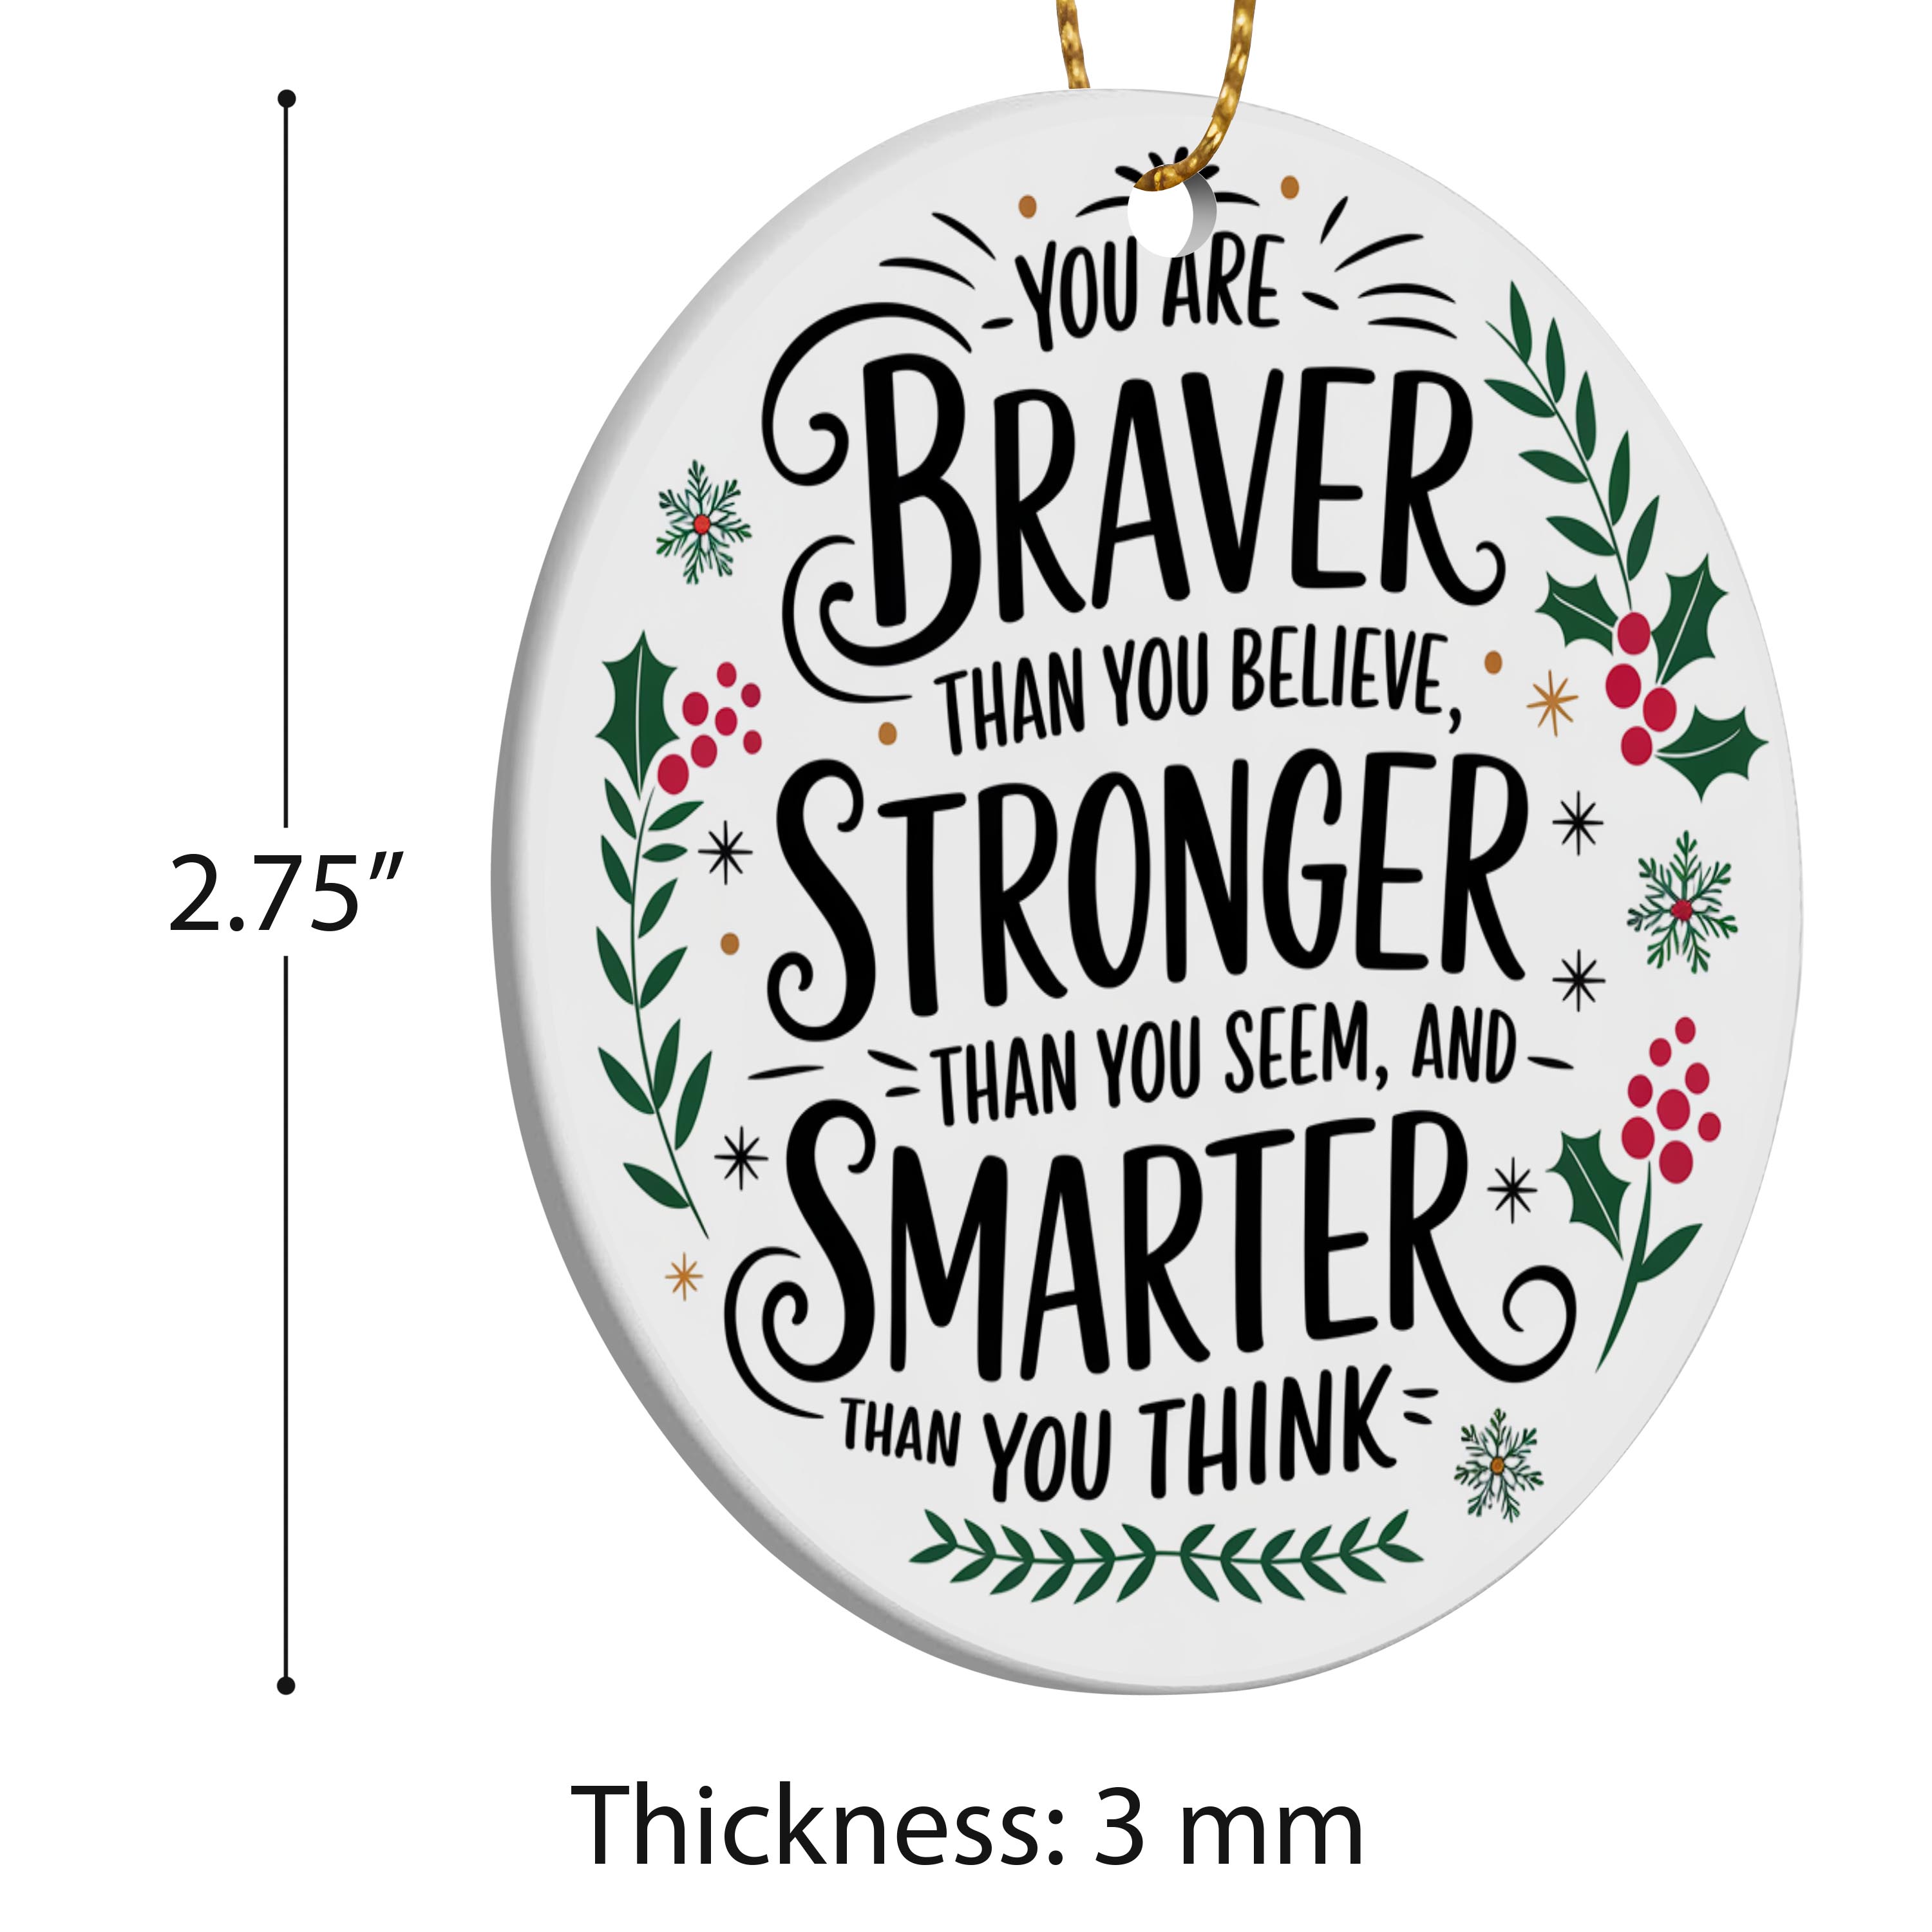 YOU ARE
BRAVER
THAN YOU BELIEVE,
STRONGER
2.75"
THAN YOU SEEM, AND
SMARTER
THAN YOU THINK
Thickness: 3 mm